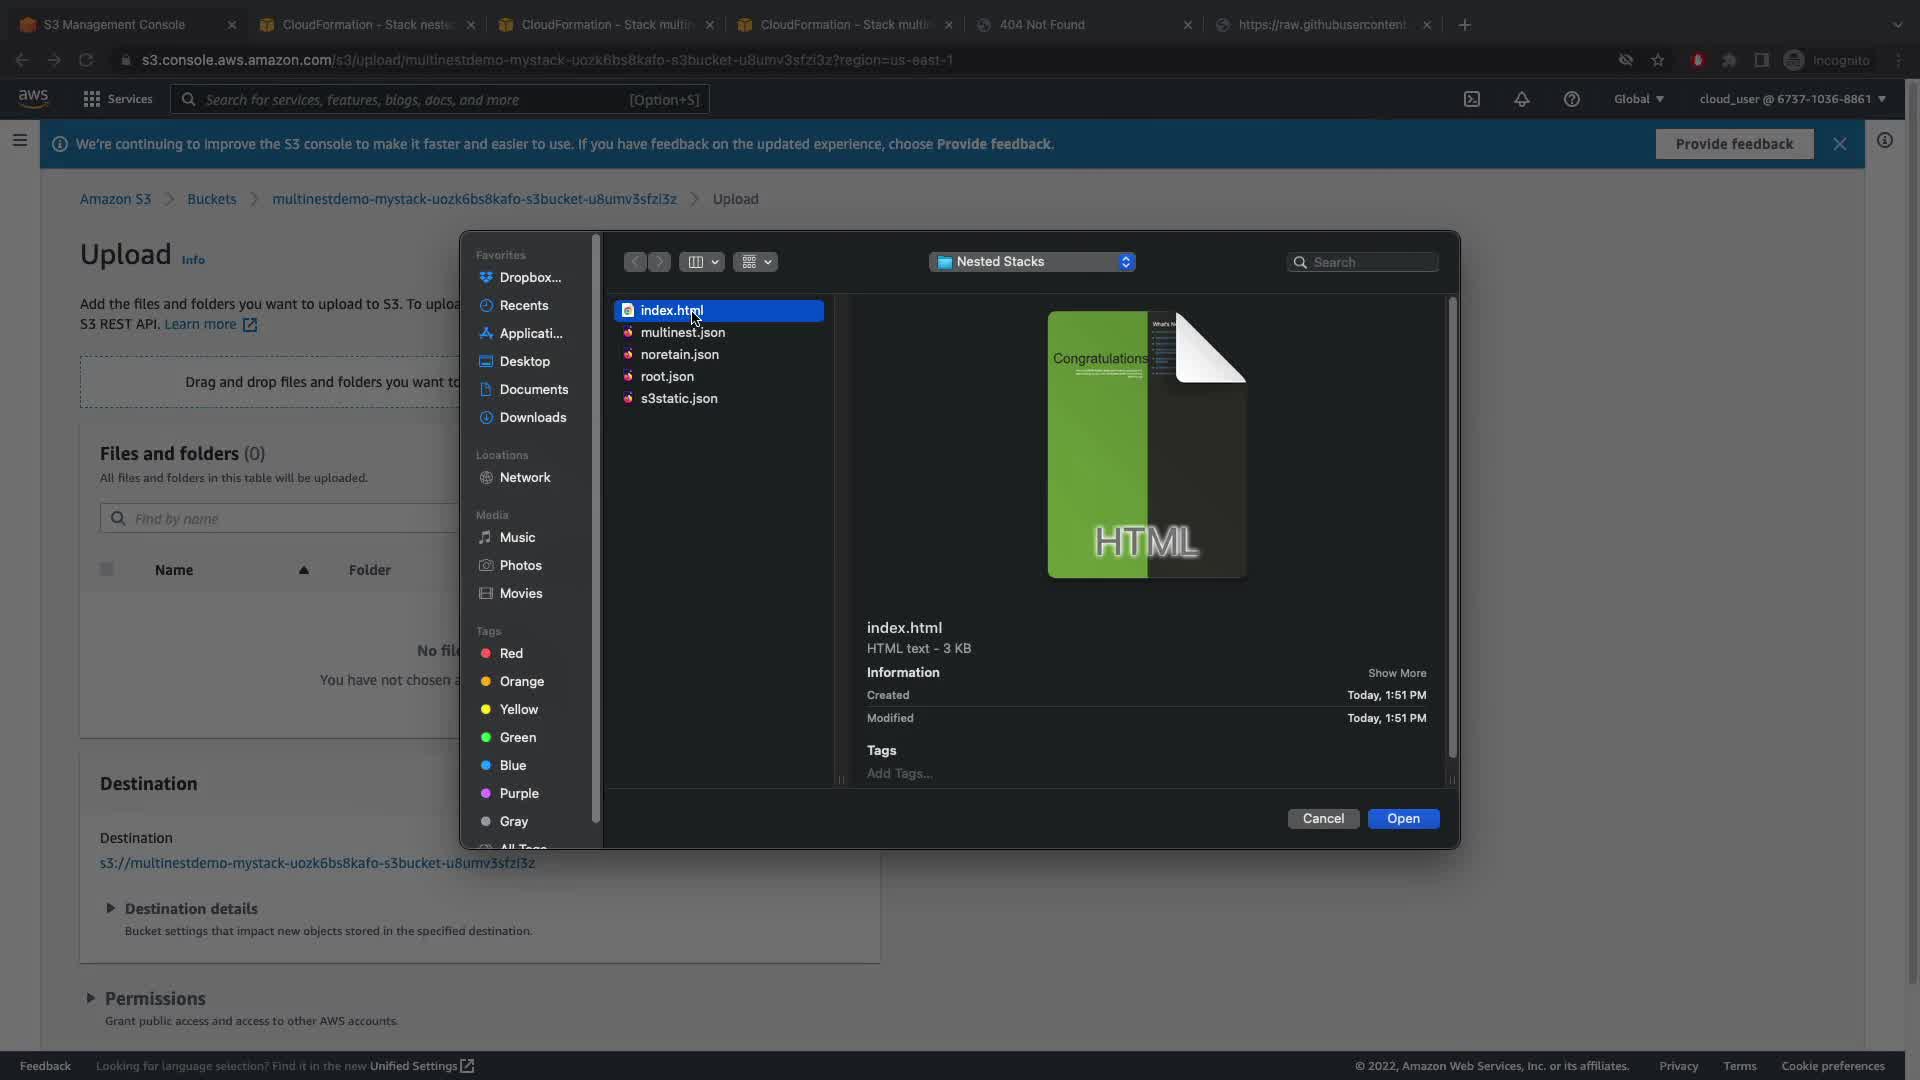 S3 Management Console
CloudFormation - Stack neste
CloudFormation - Stack multin
CloudFormation - Stack multin
404 Not Found
https://raw.githubusercontent
s3.console.aws.amazon.com/s3/upload/multinestdemo-mystack-uozk6bs8kafo-s3bucket-u8umv3sfzi3z?region=us-east-1
Incognito
aws
Services
Search for services, features, blogs, docs, and more
[Option+S]
Global
cloud_user @ 6737-1036-8861
We're continuing to improve the S3 console to make it faster and easier to use. If you have feedback on the updated experience, choose Provide feedback.
Provide feedback
Amazon S3
Buckets
multinestdemo-mystack-uozk6bs8kafo-s3bucket-u8umv3sfzi3z
Upload
Upload
Info
Add the files and folders you want to upload to S3. To uploa
S3 REST API. Learn more
Drag and drop files and folders you want to
Files and folders (0)
All files and folders in this table will be uploaded.
Find by name
Name
Folder
No file
You have not chosen a
Destination
Destination
s3://multinestdemo-mystack-uozk6bs8kafo-s3bucket-u8umv3sfzi3z
Destination details
Bucket settings that impact new objects stored in the specified destination.
Permissions
Grant public access and access to other AWS accounts.
Favorites
Dropbox...
Recents
Applicati...
Desktop
Documents
Downloads
Locations
Network
Media
Music
Photos
Movies
Tags
Red
Orange
Yellow
Green
Blue
Purple
Gray
All Tags
Nested Stacks
Search
index.html
multinest.json
noretain.json
root.json
s3static.json
Congratulations
What's N
HTML
index.html
HTML text - 3 KB
Information
Show More
Created
Today, 1:51 PM
Modified
Today, 1:51 PM
Tags
Add Tags...
Cancel
Open
Feedback
Looking for language selection? Find it in the new Unified Settings
© 2022, Amazon Web Services, Inc. or its affiliates.
Privacy
Terms
Cookie preferences